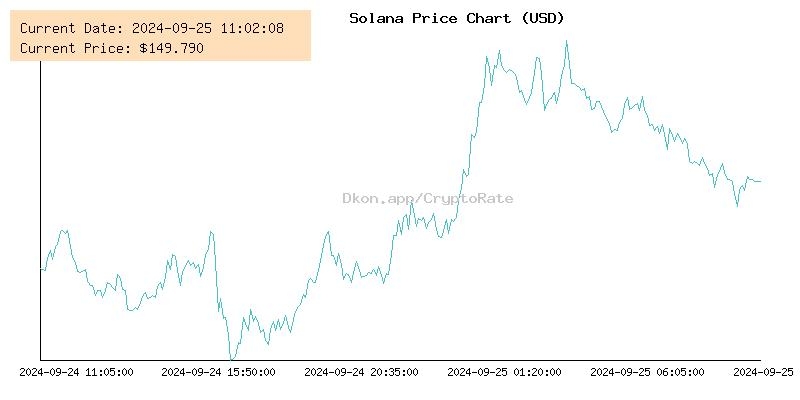 Solana Price Chart (USD)
Current Date: 2024-09-25 11:02:08
Current Price: $149.790
Dkon.app/CryptoRate
2024-09-24 11:05:00
2024-09-24 15:50:00
2024-09-24 20:35:00
2024-09-25 01:20:00
2024-09-25 06:05:00
2024-09-25